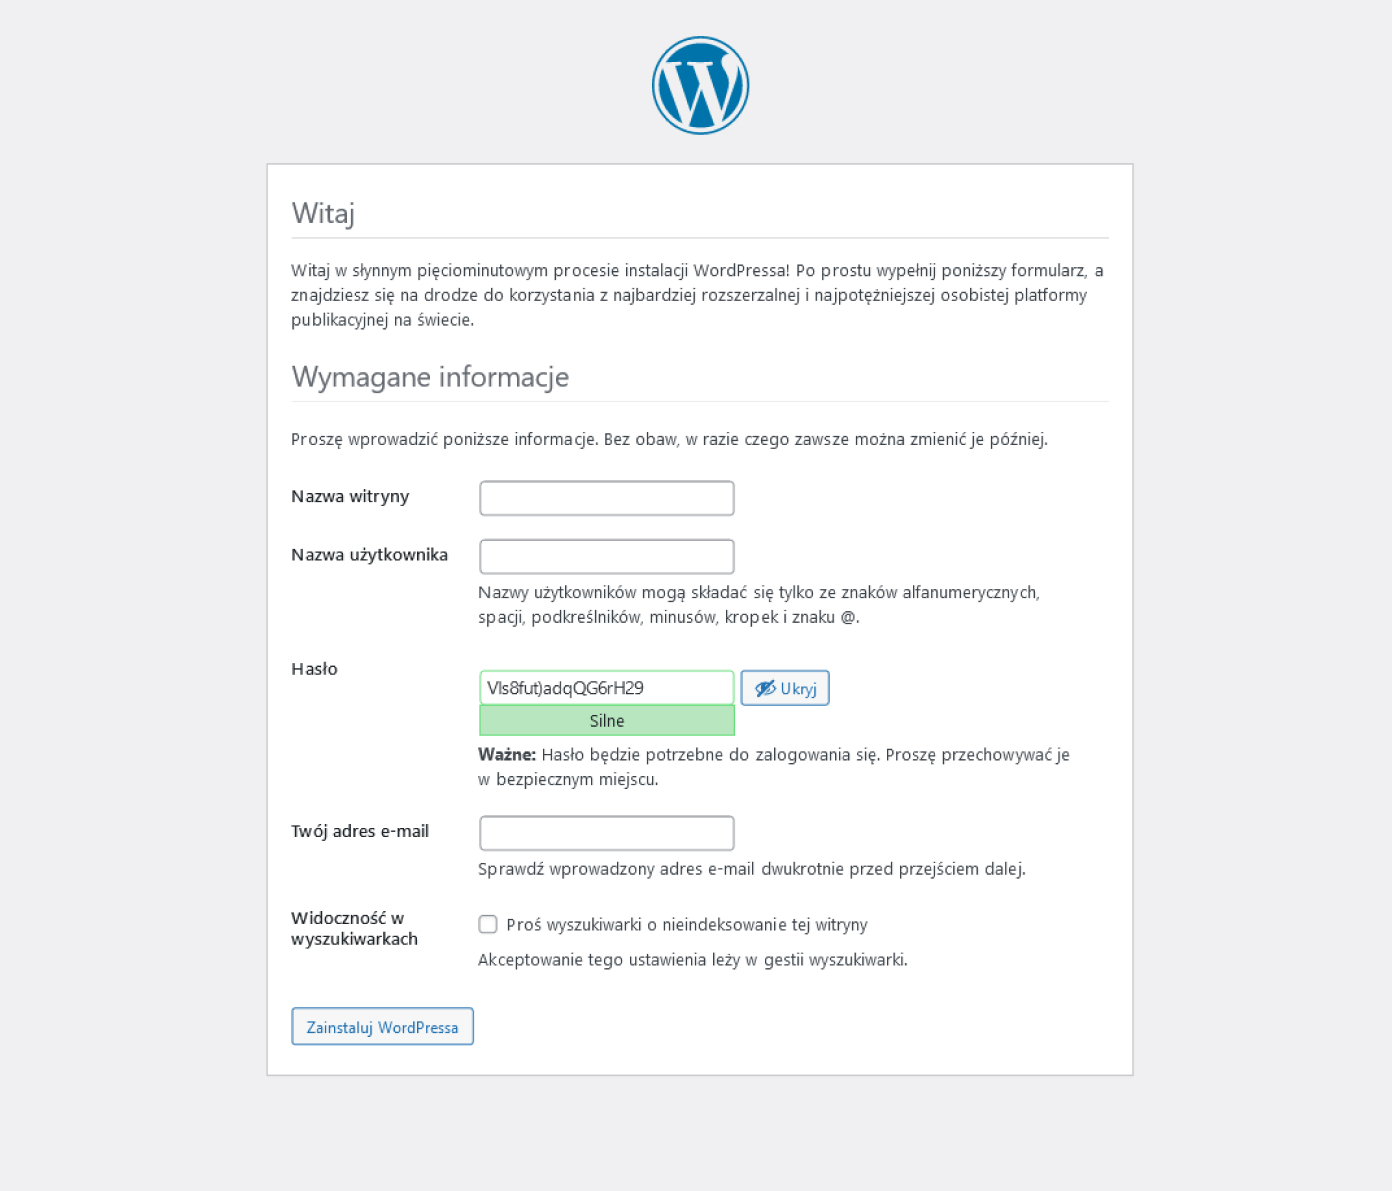 Witaj
Witaj w słynnym pięciominutowym procesie instalacji WordPressa! Po prostu wypełnij poniższy formularz, a
znajdziesz się na drodze do korzystania z najbardziej rozszerzalnej i najpotężniejszej osobistej platformy
publikacyjnej na świecie.
Wymagane informacje
Proszę wprowadzić poniższe informacje. Bez obaw, w razie czego zawsze można zmienić je później.
Nazwa witryny
Nazwa użytkownika
Nazwy użytkowników mogą składać się tylko ze znaków alfanumerycznych,
spacji, podkreślników, minusów, kropek i znaku @.
Hasło
VIs8fut)adqQG6rH29
Ukryj
Silne
Ważne: Hasło będzie potrzebne do zalogowania się. Proszę przechowywać je
w bezpiecznym miejscu.
Twój adres e-mail
Sprawdź wprowadzony adres e-mail dwukrotnie przed przejściem dalej.
Widoczność w
wyszukiwarkach
Proś wyszukiwarki o nieindeksowanie tej witryny
Akceptowanie tego ustawienia leży w gestii wyszukiwarki.
Zainstaluj WordPressa